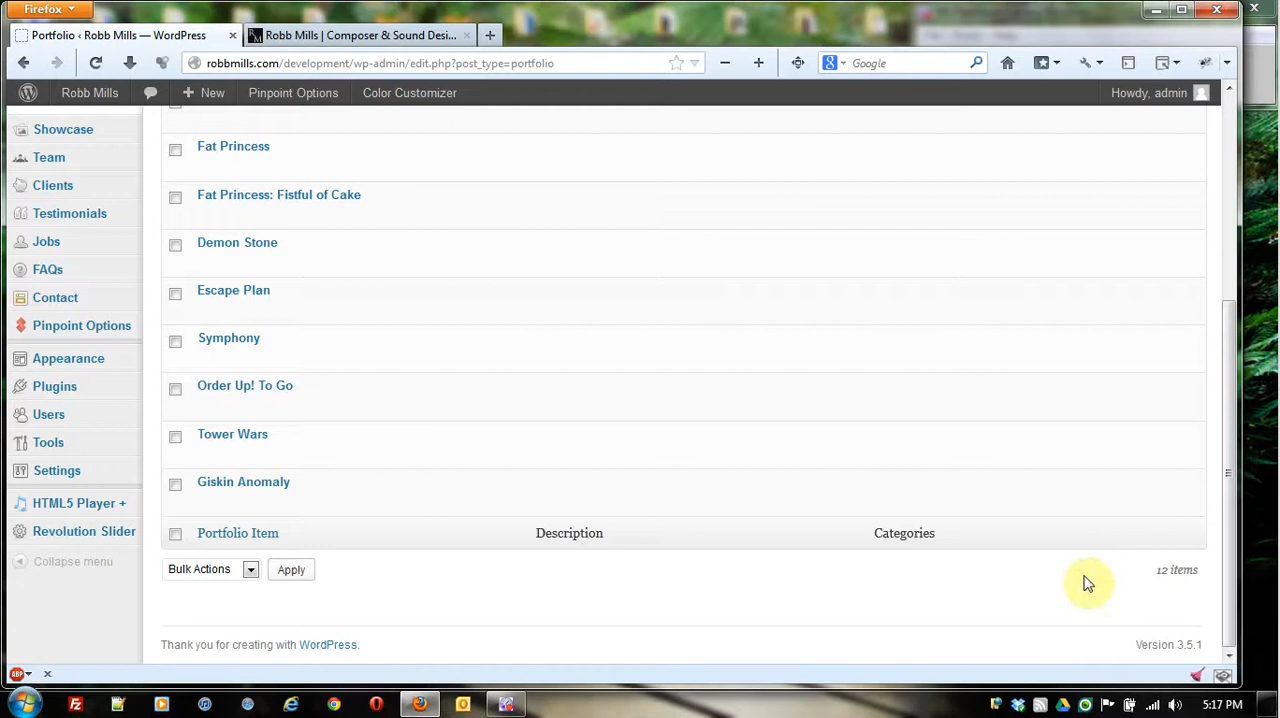 Firefox
Portfolio ‹ Robb Mills — WordPress
Robb Mills | Composer & Sound Desi...
robbmills.com/development/wp-admin/edit.php?post_type=portfolio
Google
Robb Mills
New
Pinpoint Options
Color Customizer
Howdy, admin
Showcase
Team
Clients
Testimonials
Jobs
FAQs
Contact
Pinpoint Options
Appearance
Plugins
Users
Tools
Settings
HTML5 Player +
Revolution Slider
Collapse menu
Fat Princess
Fat Princess: Fistful of Cake
Demon Stone
Escape Plan
Symphony
Order Up! To Go
Tower Wars
Giskin Anomaly
Portfolio Item Description Categories
Bulk Actions Apply 12 items
Thank you for creating with WordPress. Version 3.5.1
ABP
5:17 PM